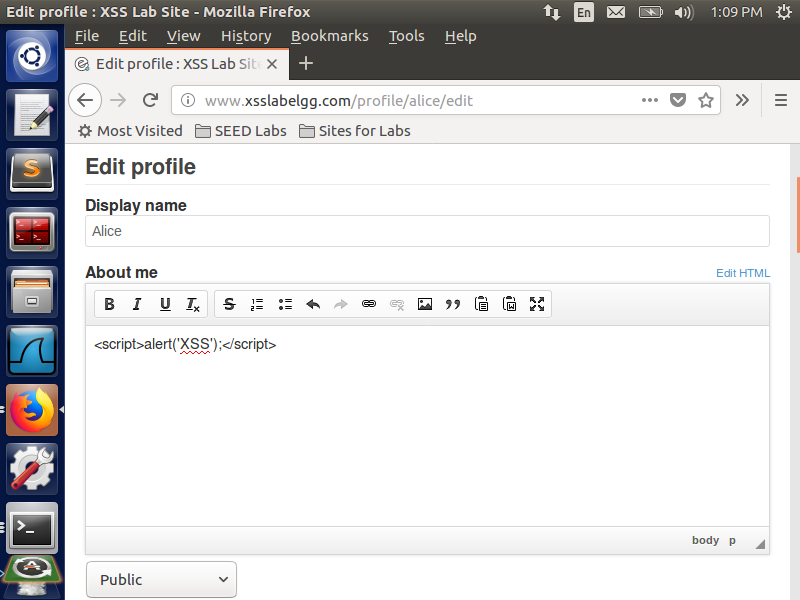 Edit profile : XSS Lab Site - Mozilla Firefox
En
1:09 PM
File Edit View History Bookmarks Tools Help
Edit profile : XSS Lab Site
www.xsslabelgg.com/profile/alice/edit
Most Visited SEED Labs Sites for Labs
Edit profile
Display name
Alice
About me
Edit HTML
B I U Tx S
<script>alert('XSS');</script>
body p
Public